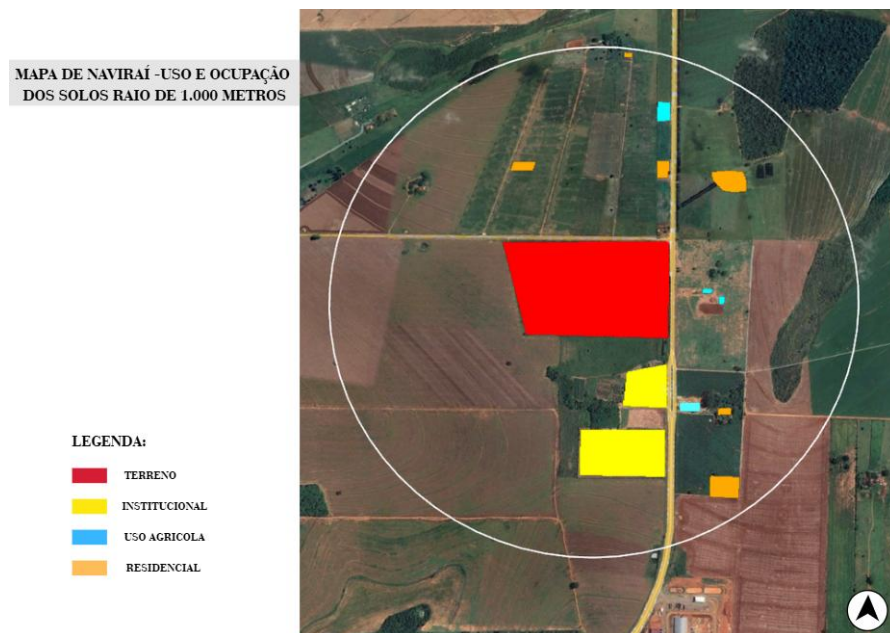 MAPA DE NAVIRAÍ -USO E OCUPAÇÃO
DOS SOLOS RAIO DE 1.000 METROS
LEGENDA:
TERRENO
INSTITUCIONAL
USO AGRICOLA
RESIDENCIAL